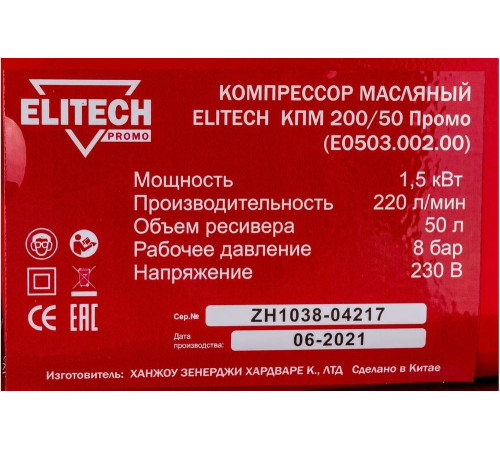 ELITECH
PROMO
КОМПРЕССОР МАСЛЯНЫЙ
ELITECH КПМ 200/50 Промо
(E0503.002.00)
Мощность 1,5 кВт
Производительность 220 л/мин
Объем ресивера 50 л
Рабочее давление 8 бар
Напряжение 230 В
CE EAC
Сер.№ ZH1038-04217
Дата
производства: 06-2021
Изготовитель: ХАНЖОУ ЗЕНЕРДЖИ ХАРДВАРЕ К., ЛТД Сделано в Китае